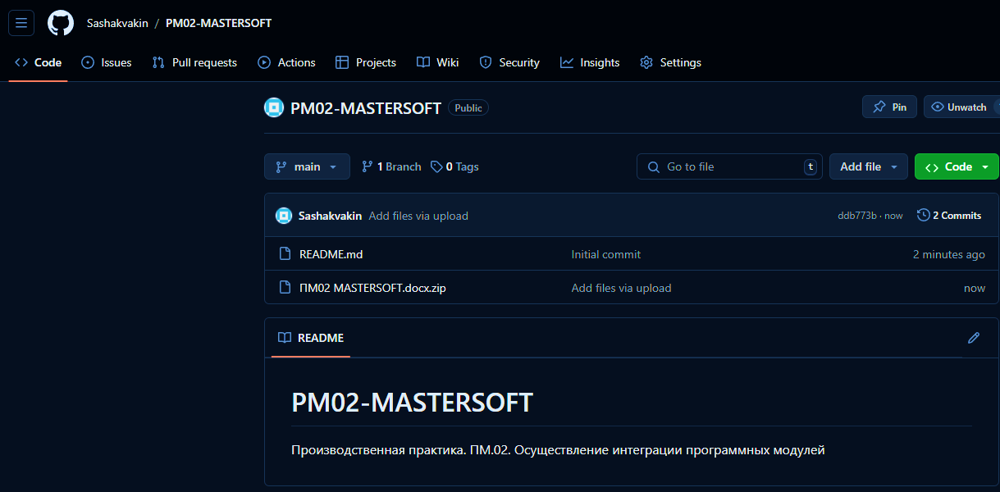 Sashakvakin / PM02-MASTERSOFT
Code Issues Pull requests Actions Projects Wiki Security Insights Settings
PM02-MASTERSOFT Public Pin Unwatch
main 1 Branch 0 Tags Go to file t Add file Code
Sashakvakin Add files via upload ddb773b · now 2 Commits
README.md Initial commit 2 minutes ago
ПМ02 MASTERSOFT.docx.zip Add files via upload now
README
PM02-MASTERSOFT
Производственная практика. ПМ.02. Осуществление интеграции программных модулей